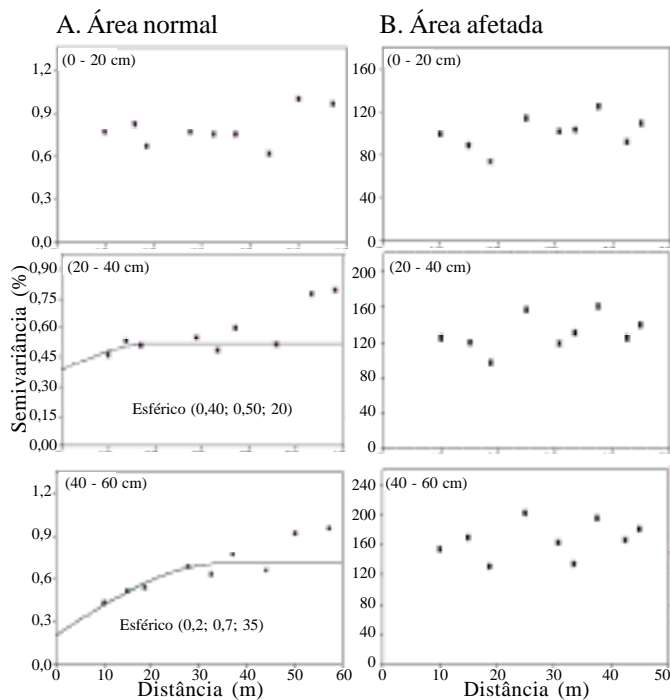 A. Área normal
B. Área afetada
(0 - 20 cm)
1,2
0,9
0,6
0,3
0,0
(0 - 20 cm)
160
120
80
40
0
Semivariância (%)
(20 - 40 cm)
0,90
0,75
0,60
0,45
0,30
0,15
0,00
Esférico (0,40; 0,50; 20)
(20 - 40 cm)
200
160
120
80
40
0
(40 - 60 cm)
1,2
0,9
0,6
0,3
0,0
Esférico (0,2; 0,7; 35)
0 10 20 30 40 50 60
Distância (m)
(40 - 60 cm)
240
200
160
120
80
40
0
0 10 20 30 40 50
Distância (m)